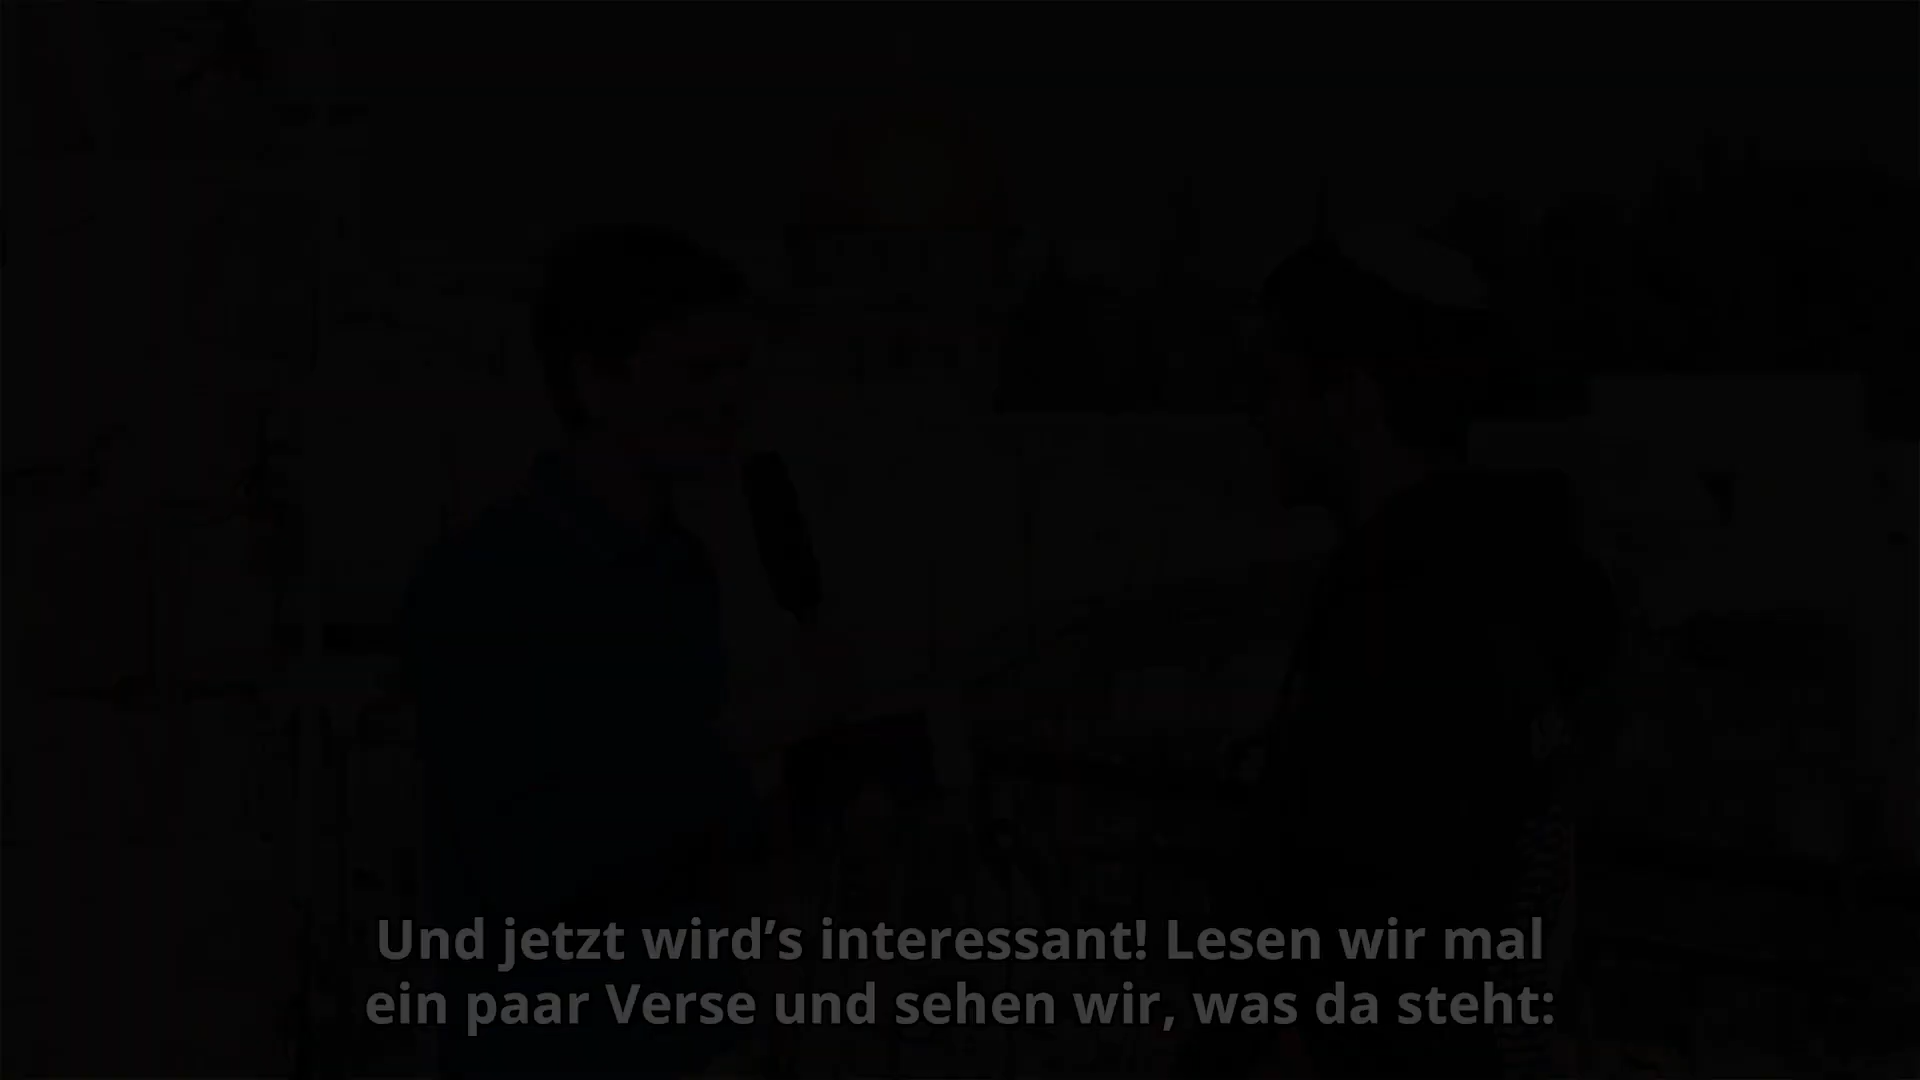 Und jetzt wird’s interessant! Lesen wir mal
ein paar Verse und sehen wir, was da steht: